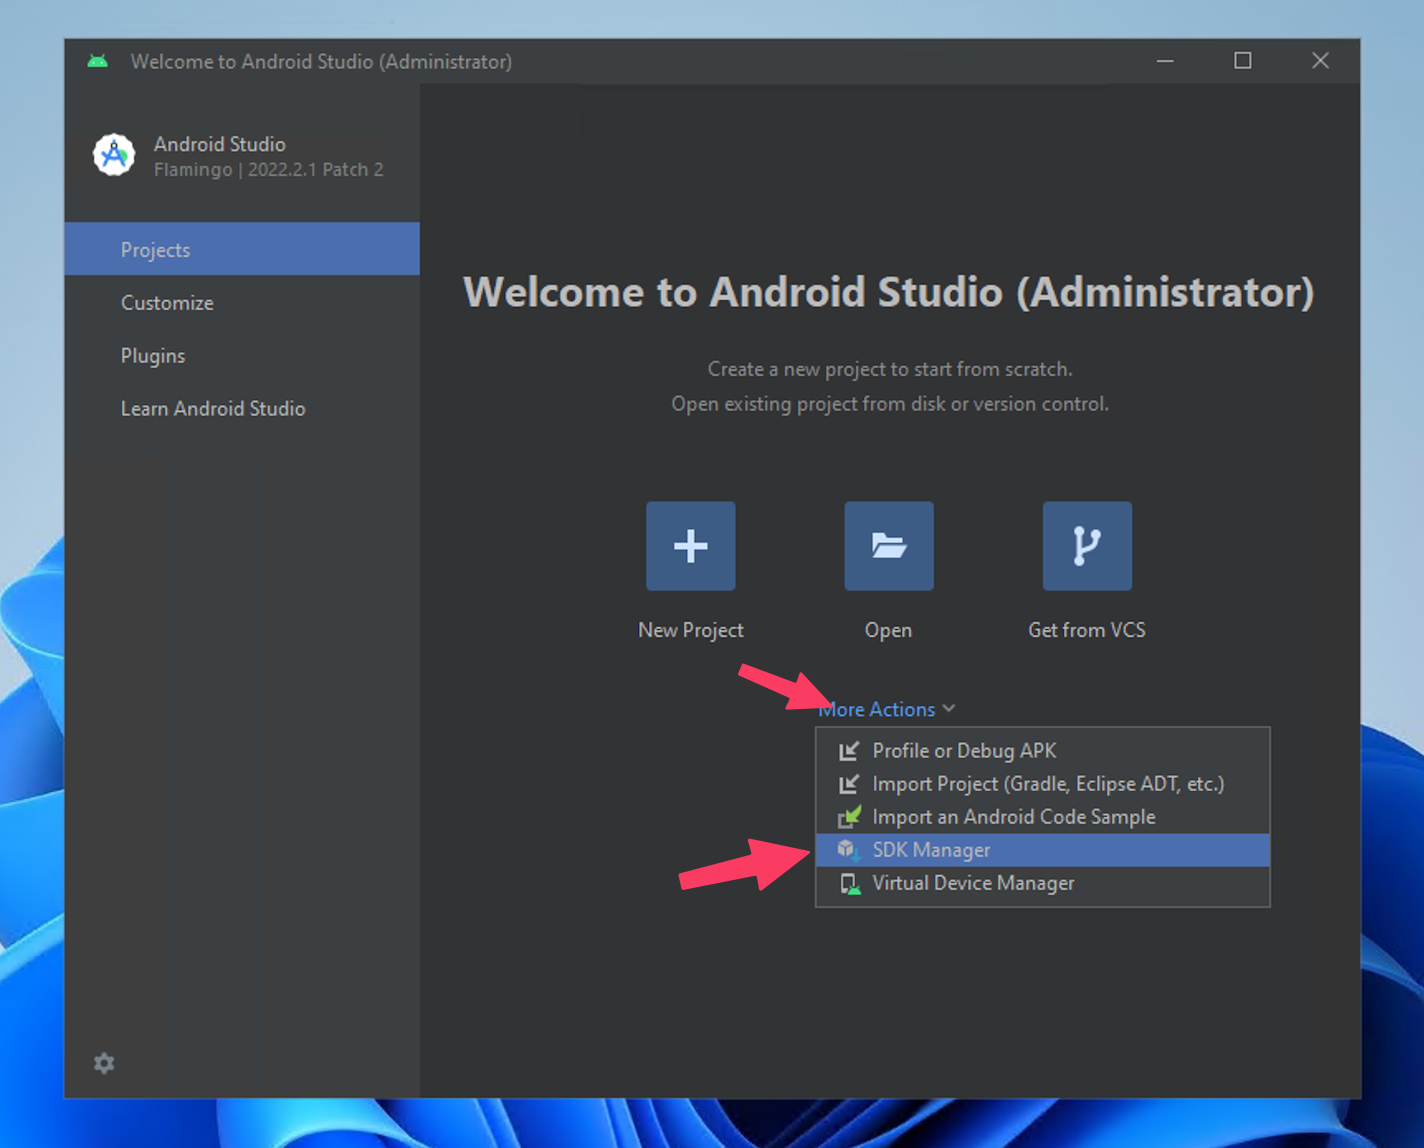 Welcome to Android Studio (Administrator)
Android Studio
Flamingo | 2022.2.1 Patch 2
Projects
Customize
Plugins
Learn Android Studio
Welcome to Android Studio (Administrator)
Create a new project to start from scratch.
Open existing project from disk or version control.
New Project
Open
Get from VCS
More Actions
Profile or Debug APK
Import Project (Gradle, Eclipse ADT, etc.)
Import an Android Code Sample
SDK Manager
Virtual Device Manager